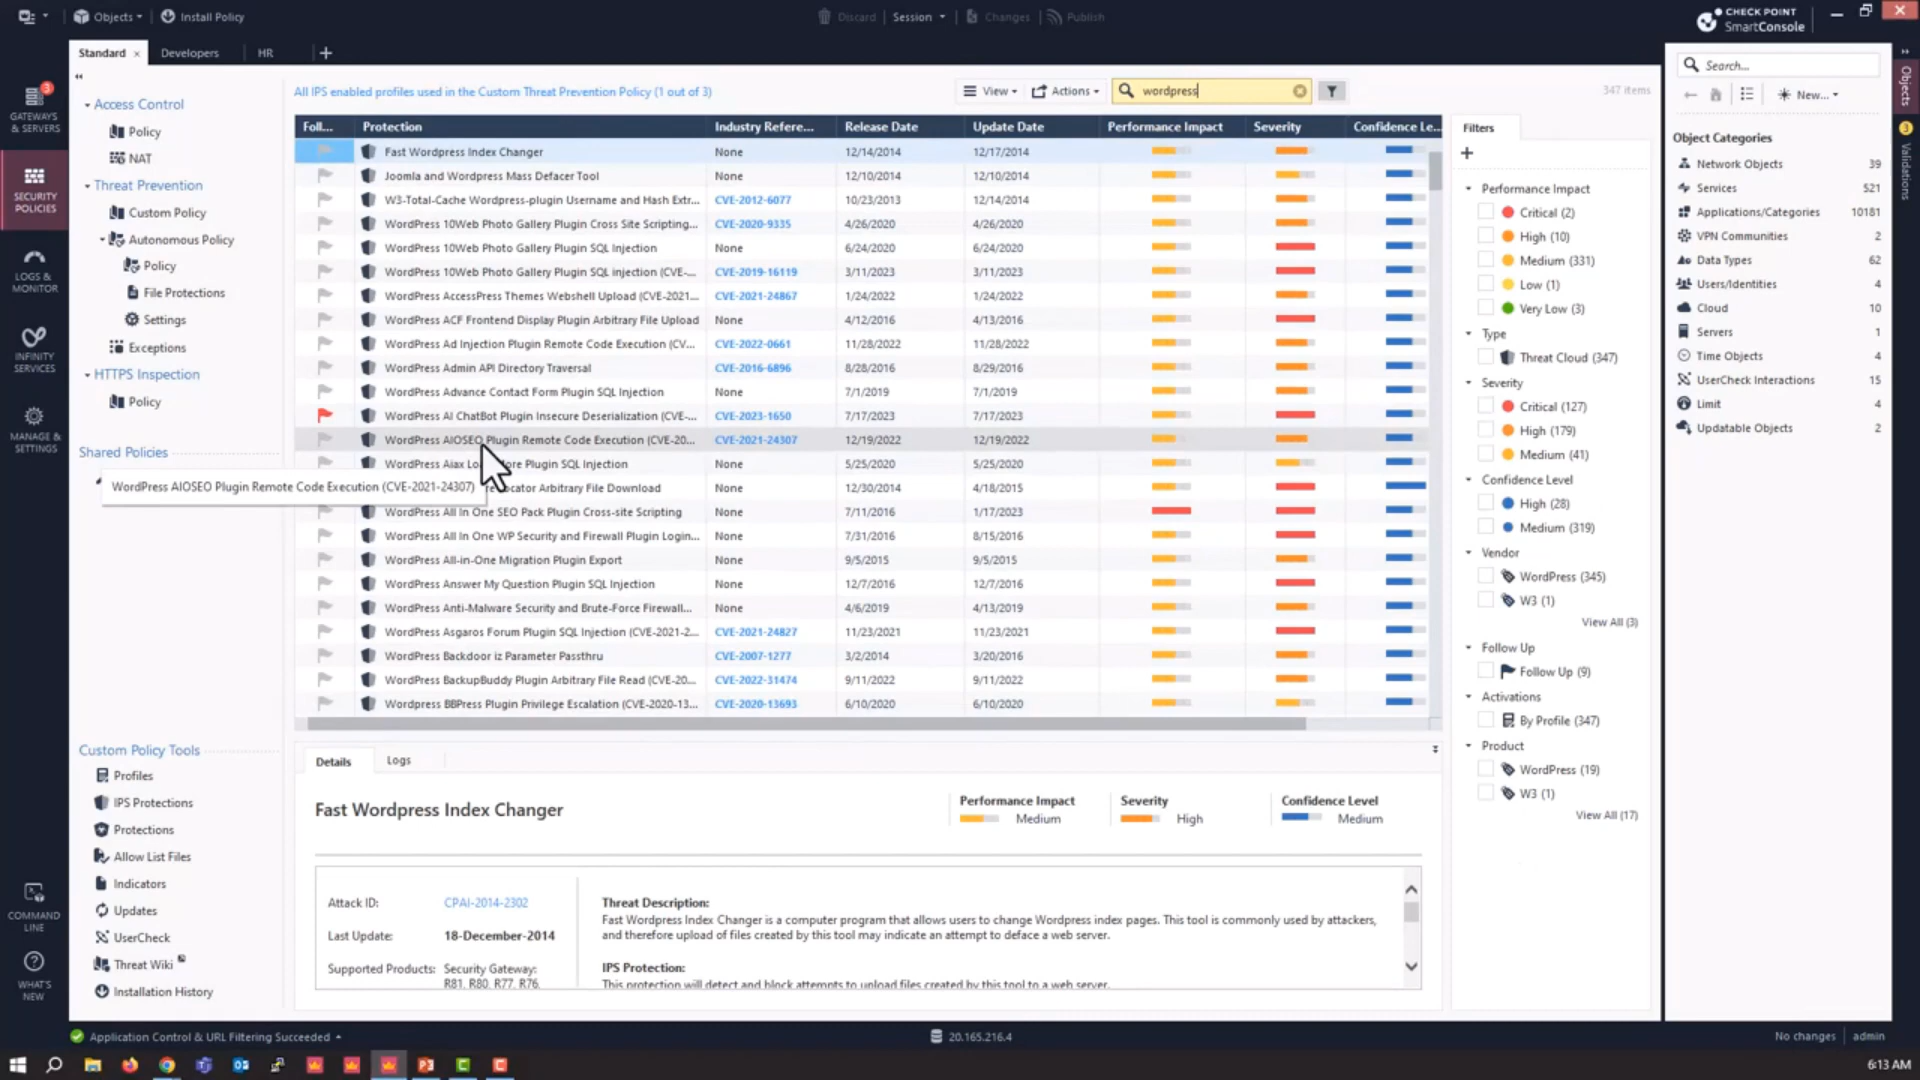 Objects
Install Policy
Discard
Session
Changes
Publish
CHECK POINT
SmartConsole
Standard
Developers
HR
GATEWAYS
& SERVERS
3
SECURITY
POLICIES
LOGS &
MONITOR
INFINITY
SERVICES
MANAGE &
SETTINGS
COMMAND
LINE
WHAT'S
NEW
Access Control
Policy
NAT
Threat Prevention
Custom Policy
Autonomous Policy
Policy
File Protections
Settings
Exceptions
HTTPS Inspection
Policy
Shared Policies
WordPress AIOSEO Plugin Remote Code Execution (CVE-2021-24307)
Custom Policy Tools
Profiles
IPS Protections
Protections
Allow List Files
Indicators
Updates
UserCheck
Threat Wiki
Installation History
All IPS enabled profiles used in the Custom Threat Prevention Policy (1 out of 3)
View
Actions
wordpress
347 items
Foll... Protection Industry Refere... Release Date Update Date Performance Impact Severity Confidence Le...
Fast Wordpress Index Changer None 12/14/2014 12/17/2014
Joomla and Wordpress Mass Defacer Tool None 12/10/2014 12/10/2014
W3-Total-Cache Wordpress-plugin Username and Hash Extr... CVE-2012-6077 10/23/2013 12/14/2014
WordPress 10Web Photo Gallery Plugin Cross Site Scripting... CVE-2020-9335 4/26/2020 4/26/2020
WordPress 10Web Photo Gallery Plugin SQL Injection None 6/24/2020 6/24/2020
WordPress 10Web Photo Gallery Plugin SQL injection (CVE-... CVE-2019-16119 3/11/2023 3/11/2023
WordPress AccessPress Themes Webshell Upload (CVE-2021... CVE-2021-24867 1/24/2022 1/24/2022
WordPress ACF Frontend Display Plugin Arbitrary File Upload None 4/12/2016 4/13/2016
WordPress Ad Injection Plugin Remote Code Execution (CV... CVE-2022-0661 11/28/2022 11/28/2022
WordPress Admin API Directory Traversal CVE-2016-6896 8/28/2016 8/29/2016
WordPress Advance Contact Form Plugin SQL Injection None 7/1/2019 7/1/2019
WordPress AI ChatBot Plugin Insecure Deserialization (CVE-... CVE-2023-1650 7/17/2023 7/17/2023
WordPress AIOSEO Plugin Remote Code Execution (CVE-20... CVE-2021-24307 12/19/2022 12/19/2022
WordPress Ajax Lo ore Plugin SQL Injection None 5/25/2020 5/25/2020
re Locator Arbitrary File Download None 12/30/2014 4/18/2015
WordPress All In One SEO Pack Plugin Cross-site Scripting None 7/11/2016 1/17/2023
WordPress All In One WP Security and Firewall Plugin Login... None 7/31/2016 8/15/2016
WordPress All-in-One Migration Plugin Export None 9/5/2015 9/5/2015
WordPress Answer My Question Plugin SQL Injection None 12/7/2016 12/7/2016
WordPress Anti-Malware Security and Brute-Force Firewall... None 4/6/2019 4/13/2019
WordPress Asgaros Forum Plugin SQL Injection (CVE-2021-2... CVE-2021-24827 11/23/2021 11/23/2021
WordPress Backdoor iz Parameter Passthru CVE-2007-1277 3/2/2014 3/20/2016
WordPress BackupBuddy Plugin Arbitrary File Read (CVE-20... CVE-2022-31474 9/11/2022 9/11/2022
Wordpress BBPress Plugin Privilege Escalation (CVE-2020-13... CVE-2020-13693 6/10/2020 6/10/2020
Details
Logs
Fast Wordpress Index Changer
Performance Impact
Medium
Severity
High
Confidence Level
Medium
Attack ID: CPAI-2014-2302
Last Update: 18-December-2014
Supported Products: Security Gateway:
R81, R80, R77, R76,
Threat Description:
Fast Wordpress Index Changer is a computer program that allows users to change Wordpress index pages. This tool is commonly used by attackers,
and therefore upload of files created by this tool may indicate an attempt to deface a web server.
IPS Protection:
This protection will detect and block attempts to upload files created by this tool to a web server.
Filters
Performance Impact
Critical (2)
High (10)
Medium (331)
Low (1)
Very Low (3)
Type
Threat Cloud (347)
Severity
Critical (127)
High (179)
Medium (41)
Confidence Level
High (28)
Medium (319)
Vendor
WordPress (345)
W3 (1)
View All (3)
Follow Up
Follow Up (9)
Activations
By Profile (347)
Product
WordPress (19)
W3 (1)
View All (17)
Search...
New...
Object Categories
Network Objects 39
Services 521
Applications/Categories 10181
VPN Communities 2
Data Types 62
Users/Identities 4
Cloud 10
Servers 1
Time Objects 4
UserCheck Interactions 15
Limit 4
Updatable Objects 2
Objects
3
Validations
Application Control & URL Filtering Succeeded
20.165.216.4
No changes
admin
6:13 AM